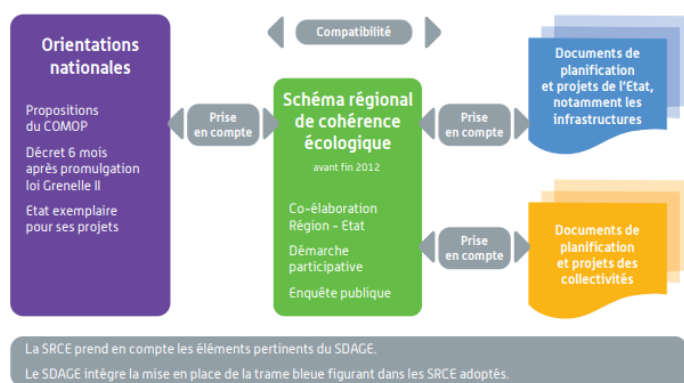 Orientations
nationales
Propositions
du COMOP
Décret 6 mois
après promulgation
loi Grenelle II
Etat exemplaire
pour ses projets
Compatibilité
Prise
en compte
Schéma régional
de cohérence
écologique
avant fin 2012
Co-élaboration
Région - Etat
Démarche
participative
Enquête publique
Prise
en compte
Documents de
planification
et projets de l'Etat,
notamment les
infrastructures
Prise
en compte
Documents de
planification
et projets des
collectivités
La SRCE prend en compte les éléments pertinents du SDAGE.
Le SDAGE intégre la mise en place de la trame bleue figurant dans les SRCE adoptés.